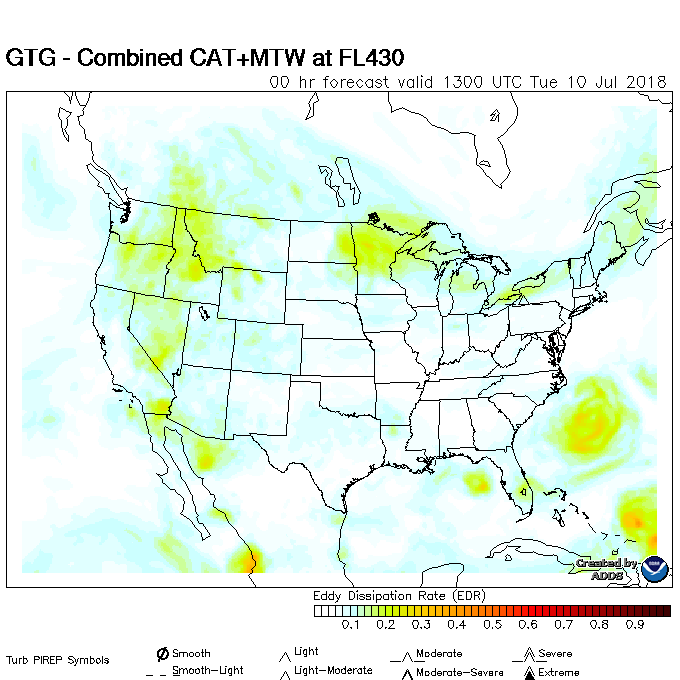 GTG - Combined CAT+MTW at FL430
00 hr forecast valid 1300 UTC Tue 10 Jul 2018
Created by
ADDS
Eddy Dissipation Rate (EDR)
0.1 0.2 0.3 0.4 0.5 0.6 0.7 0.8 0.9
Turb PIREP Symbols
Smooth Light Moderate Severe
Smooth-Light Light-Moderate Moderate-Severe Extreme